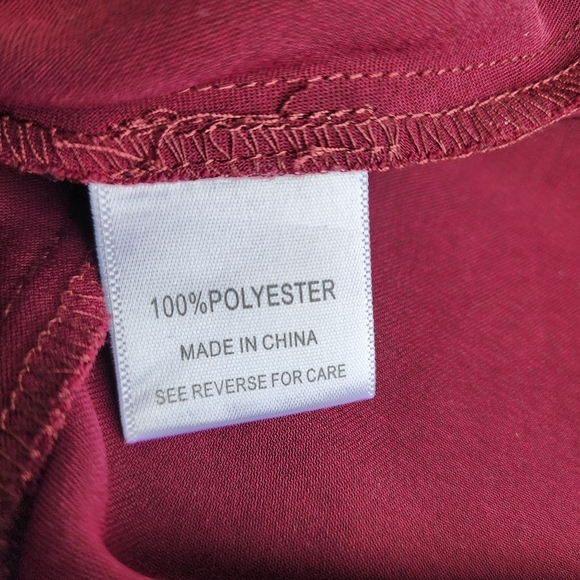 100%POLYESTER
MADE IN CHINA
SEE REVERSE FOR CARE